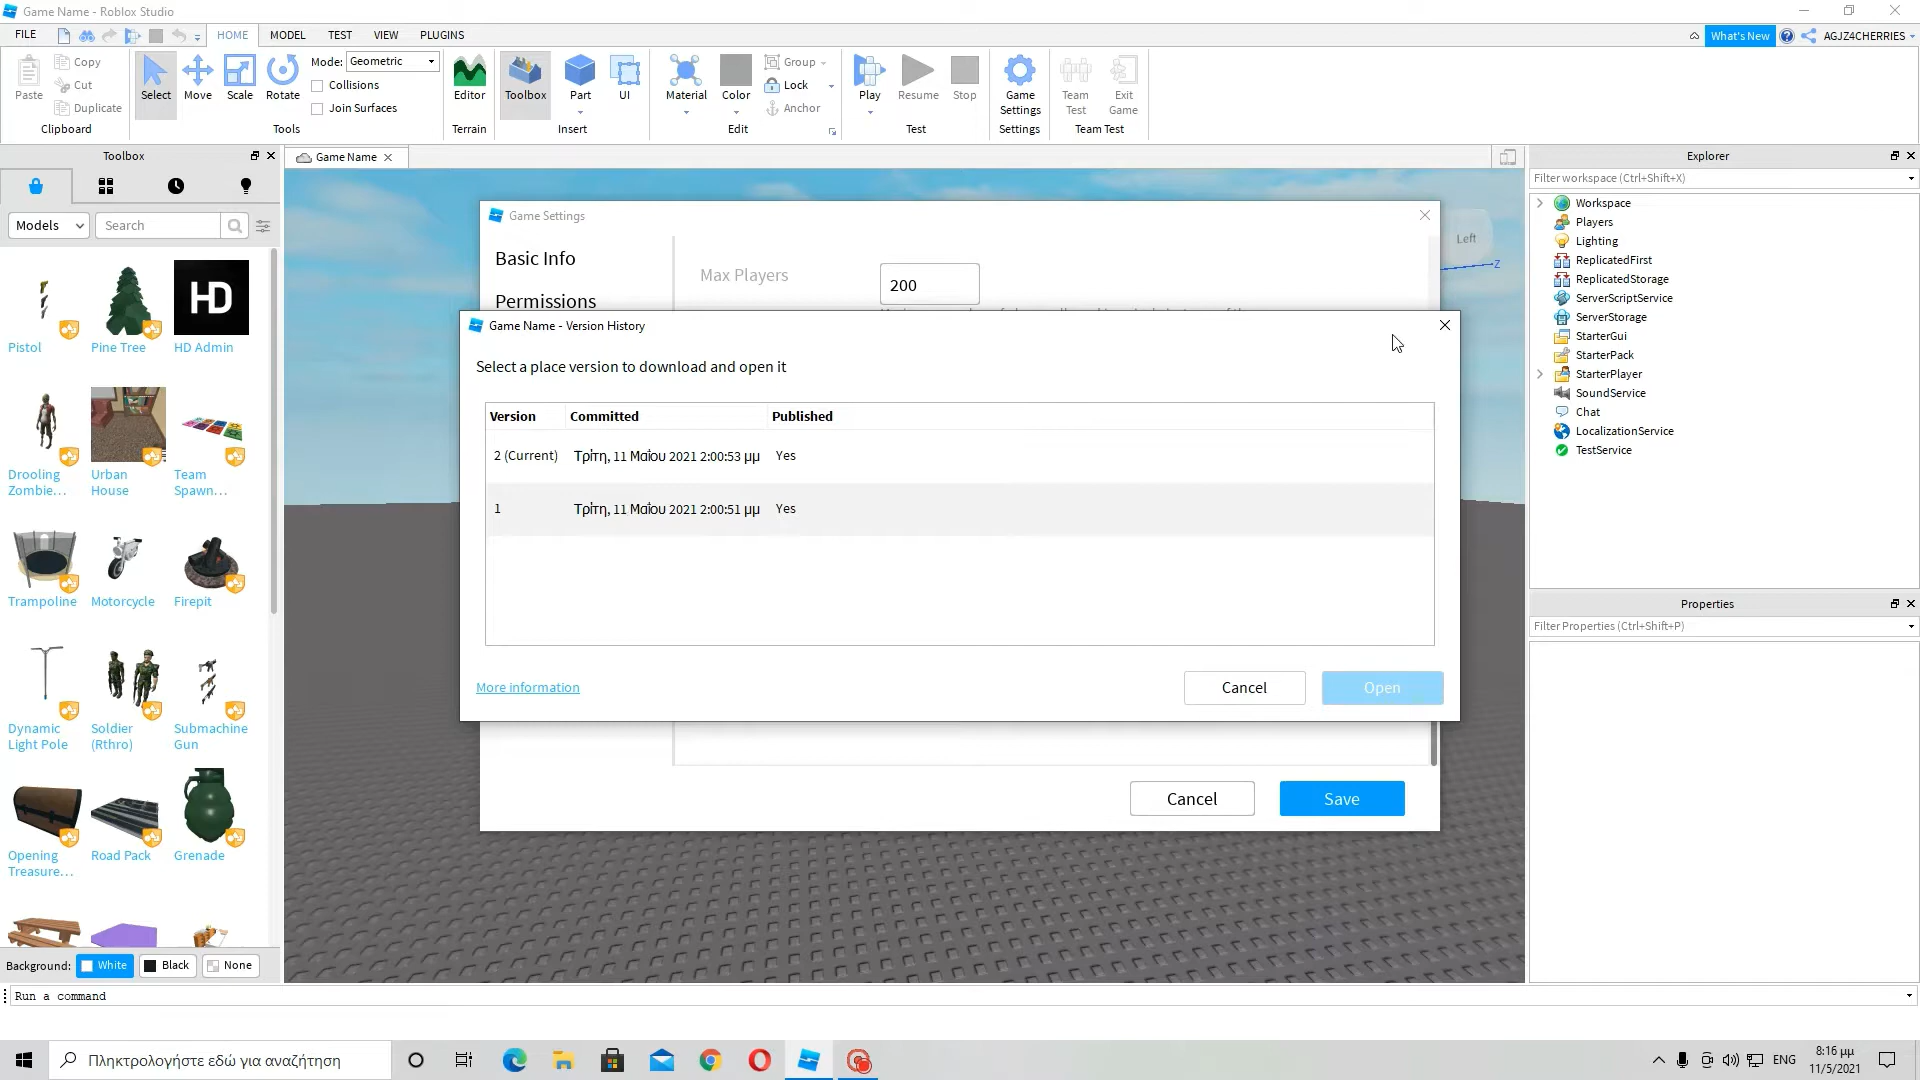 Game Name - Roblox Studio
FILE HOME MODEL TEST VIEW PLUGINS What's New AGJZ4CHERRIES
Paste Copy Cut Duplicate Clipboard
Select Move Scale Rotate Mode: Geometric Collisions Join Surfaces Tools
Editor Terrain
Toolbox Part UI Insert
Material Color Group Lock Anchor Edit
Play Resume Stop Test
Game Settings Settings
Team Test Exit Game Team Test
Toolbox
Models Search
Pistol Pine Tree HD Admin
HD
Drooling Zombie... Urban House Team Spawn...
Trampoline Motorcycle Firepit
Dynamic Light Pole Soldier (Rthro) Submachine Gun
Opening Treasure... Road Pack Grenade
Background: White Black None
Game Name
Left
Z
Game Settings
Basic Info
Permissions
Max Players 200
Game Name - Version History
Select a place version to download and open it
Version Committed Published
2 (Current) Τρίτη, 11 Μαΐου 2021 2:00:53 μμ Yes
1 Τρίτη, 11 Μαΐου 2021 2:00:51 μμ Yes
More information Cancel Open
Cancel Save
Explorer
Filter workspace (Ctrl+Shift+X)
Workspace
Players
Lighting
ReplicatedFirst
ReplicatedStorage
ServerScriptService
ServerStorage
StarterGui
StarterPack
StarterPlayer
SoundService
Chat
LocalizationService
TestService
Properties
Filter Properties (Ctrl+Shift+P)
Run a command
Πληκτρολογήστε εδώ για αναζήτηση
ENG 8:16 μμ
11/5/2021